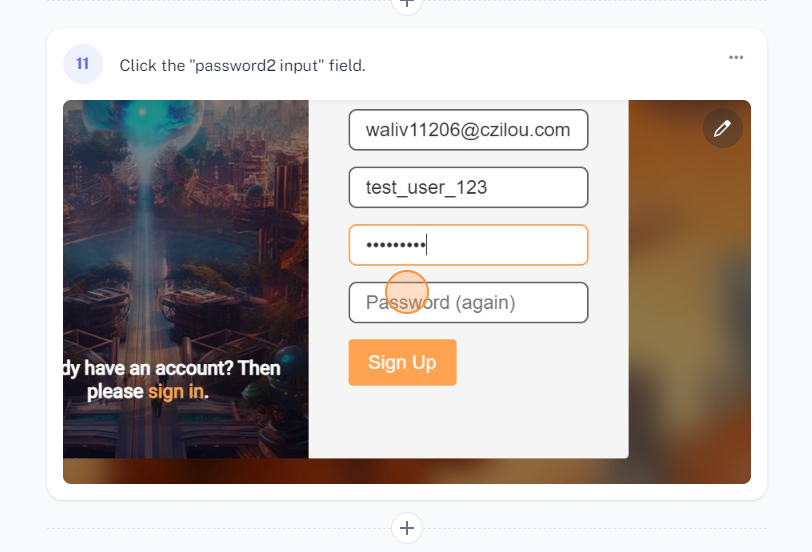 11
Click the "password2 input" field.
waliv11206@czilou.com
test_user_123
•••••••••
Password (again)
Sign Up
dy have an account? Then
please sign in.